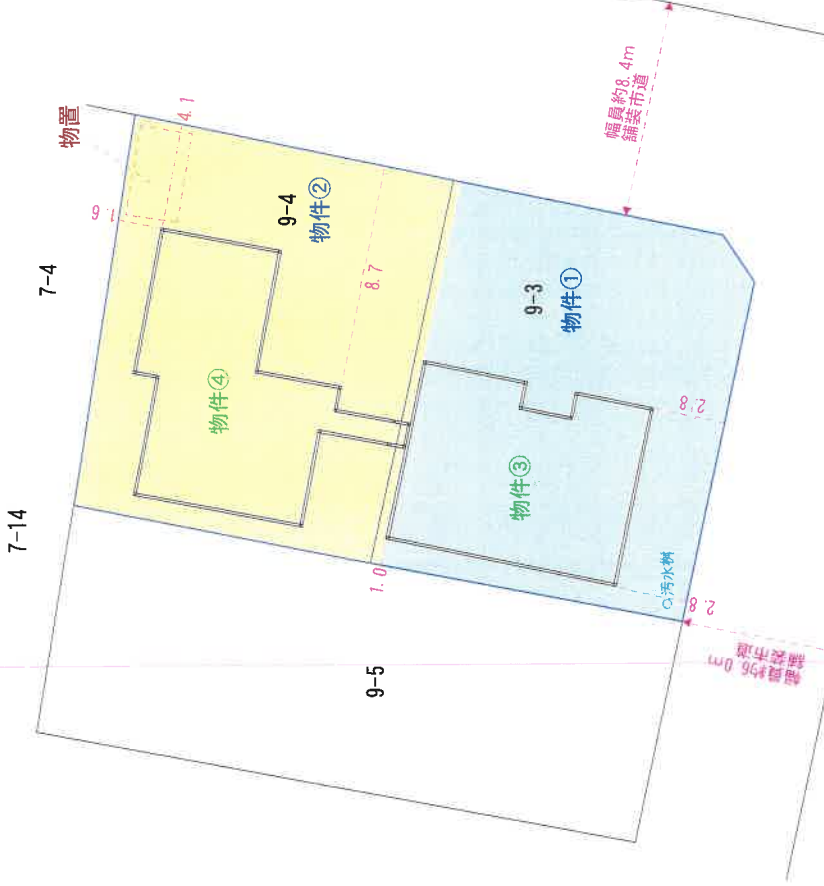 幅員約8.4m
舗装市道
物置
4.1
1.6
7-4
9-4
物件②
8.7
物件④
9-3
物件①
7-14
物件③
2.8
1.0
汚水桝
2.8
9-5
幅員約6.0m
舗装市道